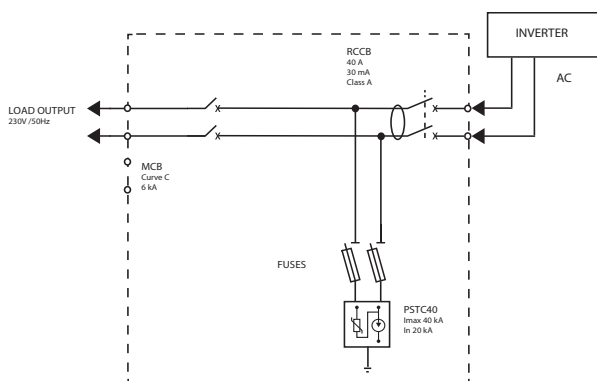 INVERTER
RCCB
40 A
30 mA
Class A
AC
LOAD OUTPUT
230V /50Hz
MCB
Curve C
6 kA
FUSES
PSTC40
Imax 40 kA
In 20 kA